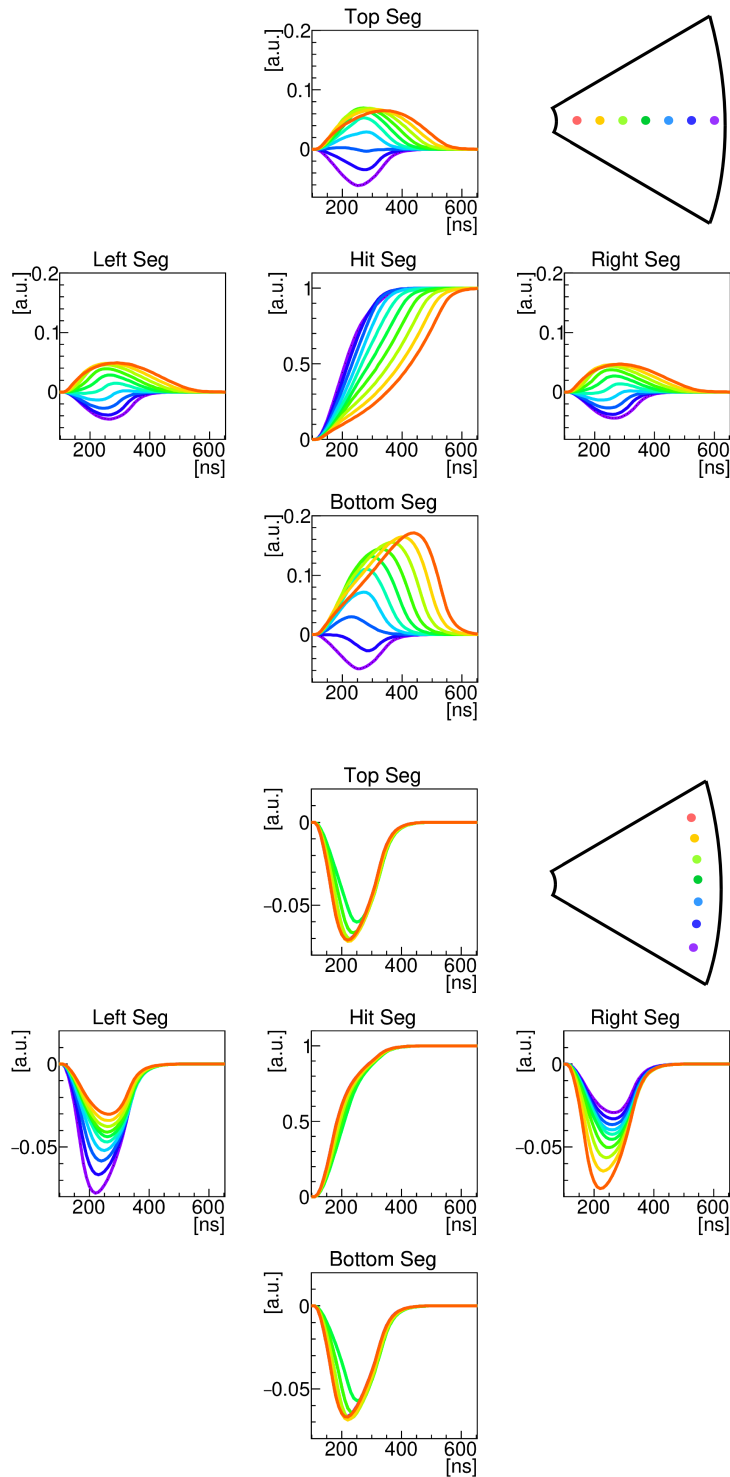 Top Seg
[a.u.]
0.2
0.1
0
200 400 600
[ns]
Left Seg
[a.u.]
0.2
0.1
0
200 400 600
[ns]
Hit Seg
[a.u.]
1
0.5
0
200 400 600
[ns]
Right Seg
[a.u.]
0.2
0.1
0
200 400 600
[ns]
Bottom Seg
[a.u.]
0.2
0.1
0
200 400 600
[ns]
Top Seg
[a.u.]
0
−0.05
200 400 600
[ns]
Left Seg
[a.u.]
0
−0.05
200 400 600
[ns]
Hit Seg
[a.u.]
1
0.5
0
200 400 600
[ns]
Right Seg
[a.u.]
0
−0.05
200 400 600
[ns]
Bottom Seg
[a.u.]
0
−0.05
200 400 600
[ns]